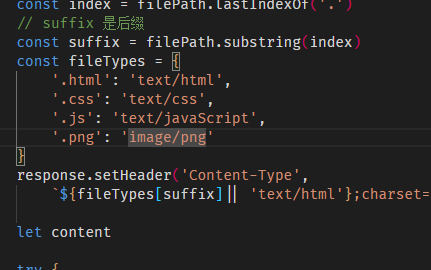 const index = filePath.lastIndexOf('.')
// suffix 是后缀
const suffix = filePath.substring(index)
const fileTypes = {
'.html': 'text/html',
'.css': 'text/css',
'.js': 'text/javaScript',
'.png': 'image/png'
}
response.setHeader('Content-Type',
`${fileTypes[suffix]|| 'text/html'};charset=
let content
try {